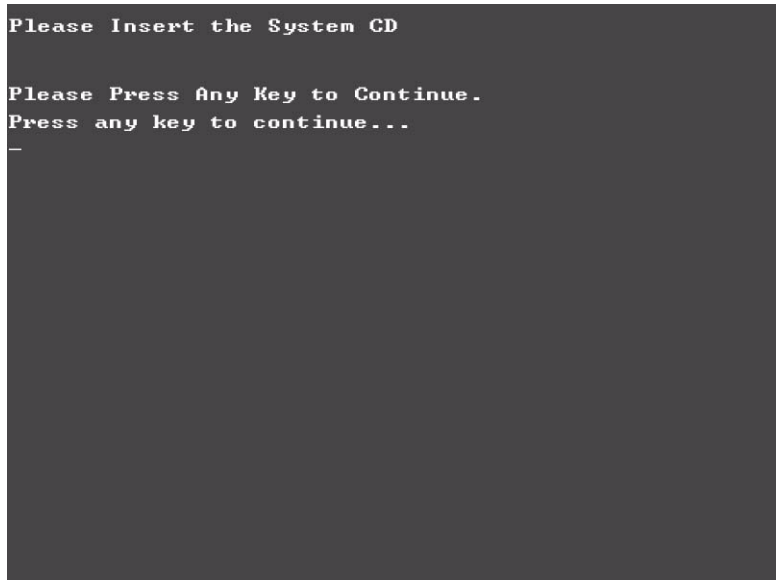 Please Insert the System CD
Please Press Any Key to Continue.
Press any key to continue...
_